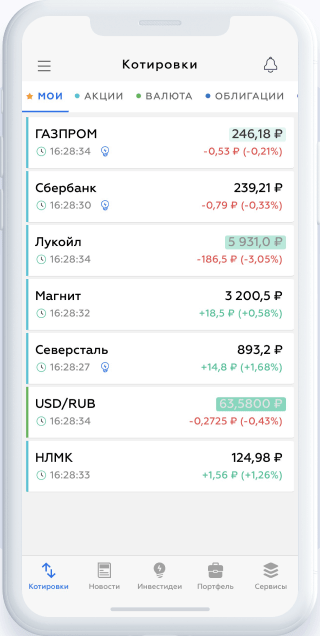 Котировки
МОИ АКЦИИ ВАЛЮТА ОБЛИГАЦИИ
ГАЗПРОМ 246,18 ₽
16:28:34 -0,53 ₽ (-0,21%)
Сбербанк 239,21 ₽
16:28:30 -0,79 ₽ (-0,33%)
Лукойл 5 931,0 ₽
16:28:34 -186,5 ₽ (-3,05%)
Магнит 3 200,5 ₽
16:28:32 +18,5 ₽ (+0,58%)
Северсталь 893,2 ₽
16:28:27 +14,8 ₽ (+1,68%)
USD/RUB 63,5800 ₽
16:28:34 -0,2725 ₽ (-0,43%)
НЛМК 124,98 ₽
16:28:33 +1,56 ₽ (+1,26%)
Котировки Новости Инвестидеи Портфель Сервисы